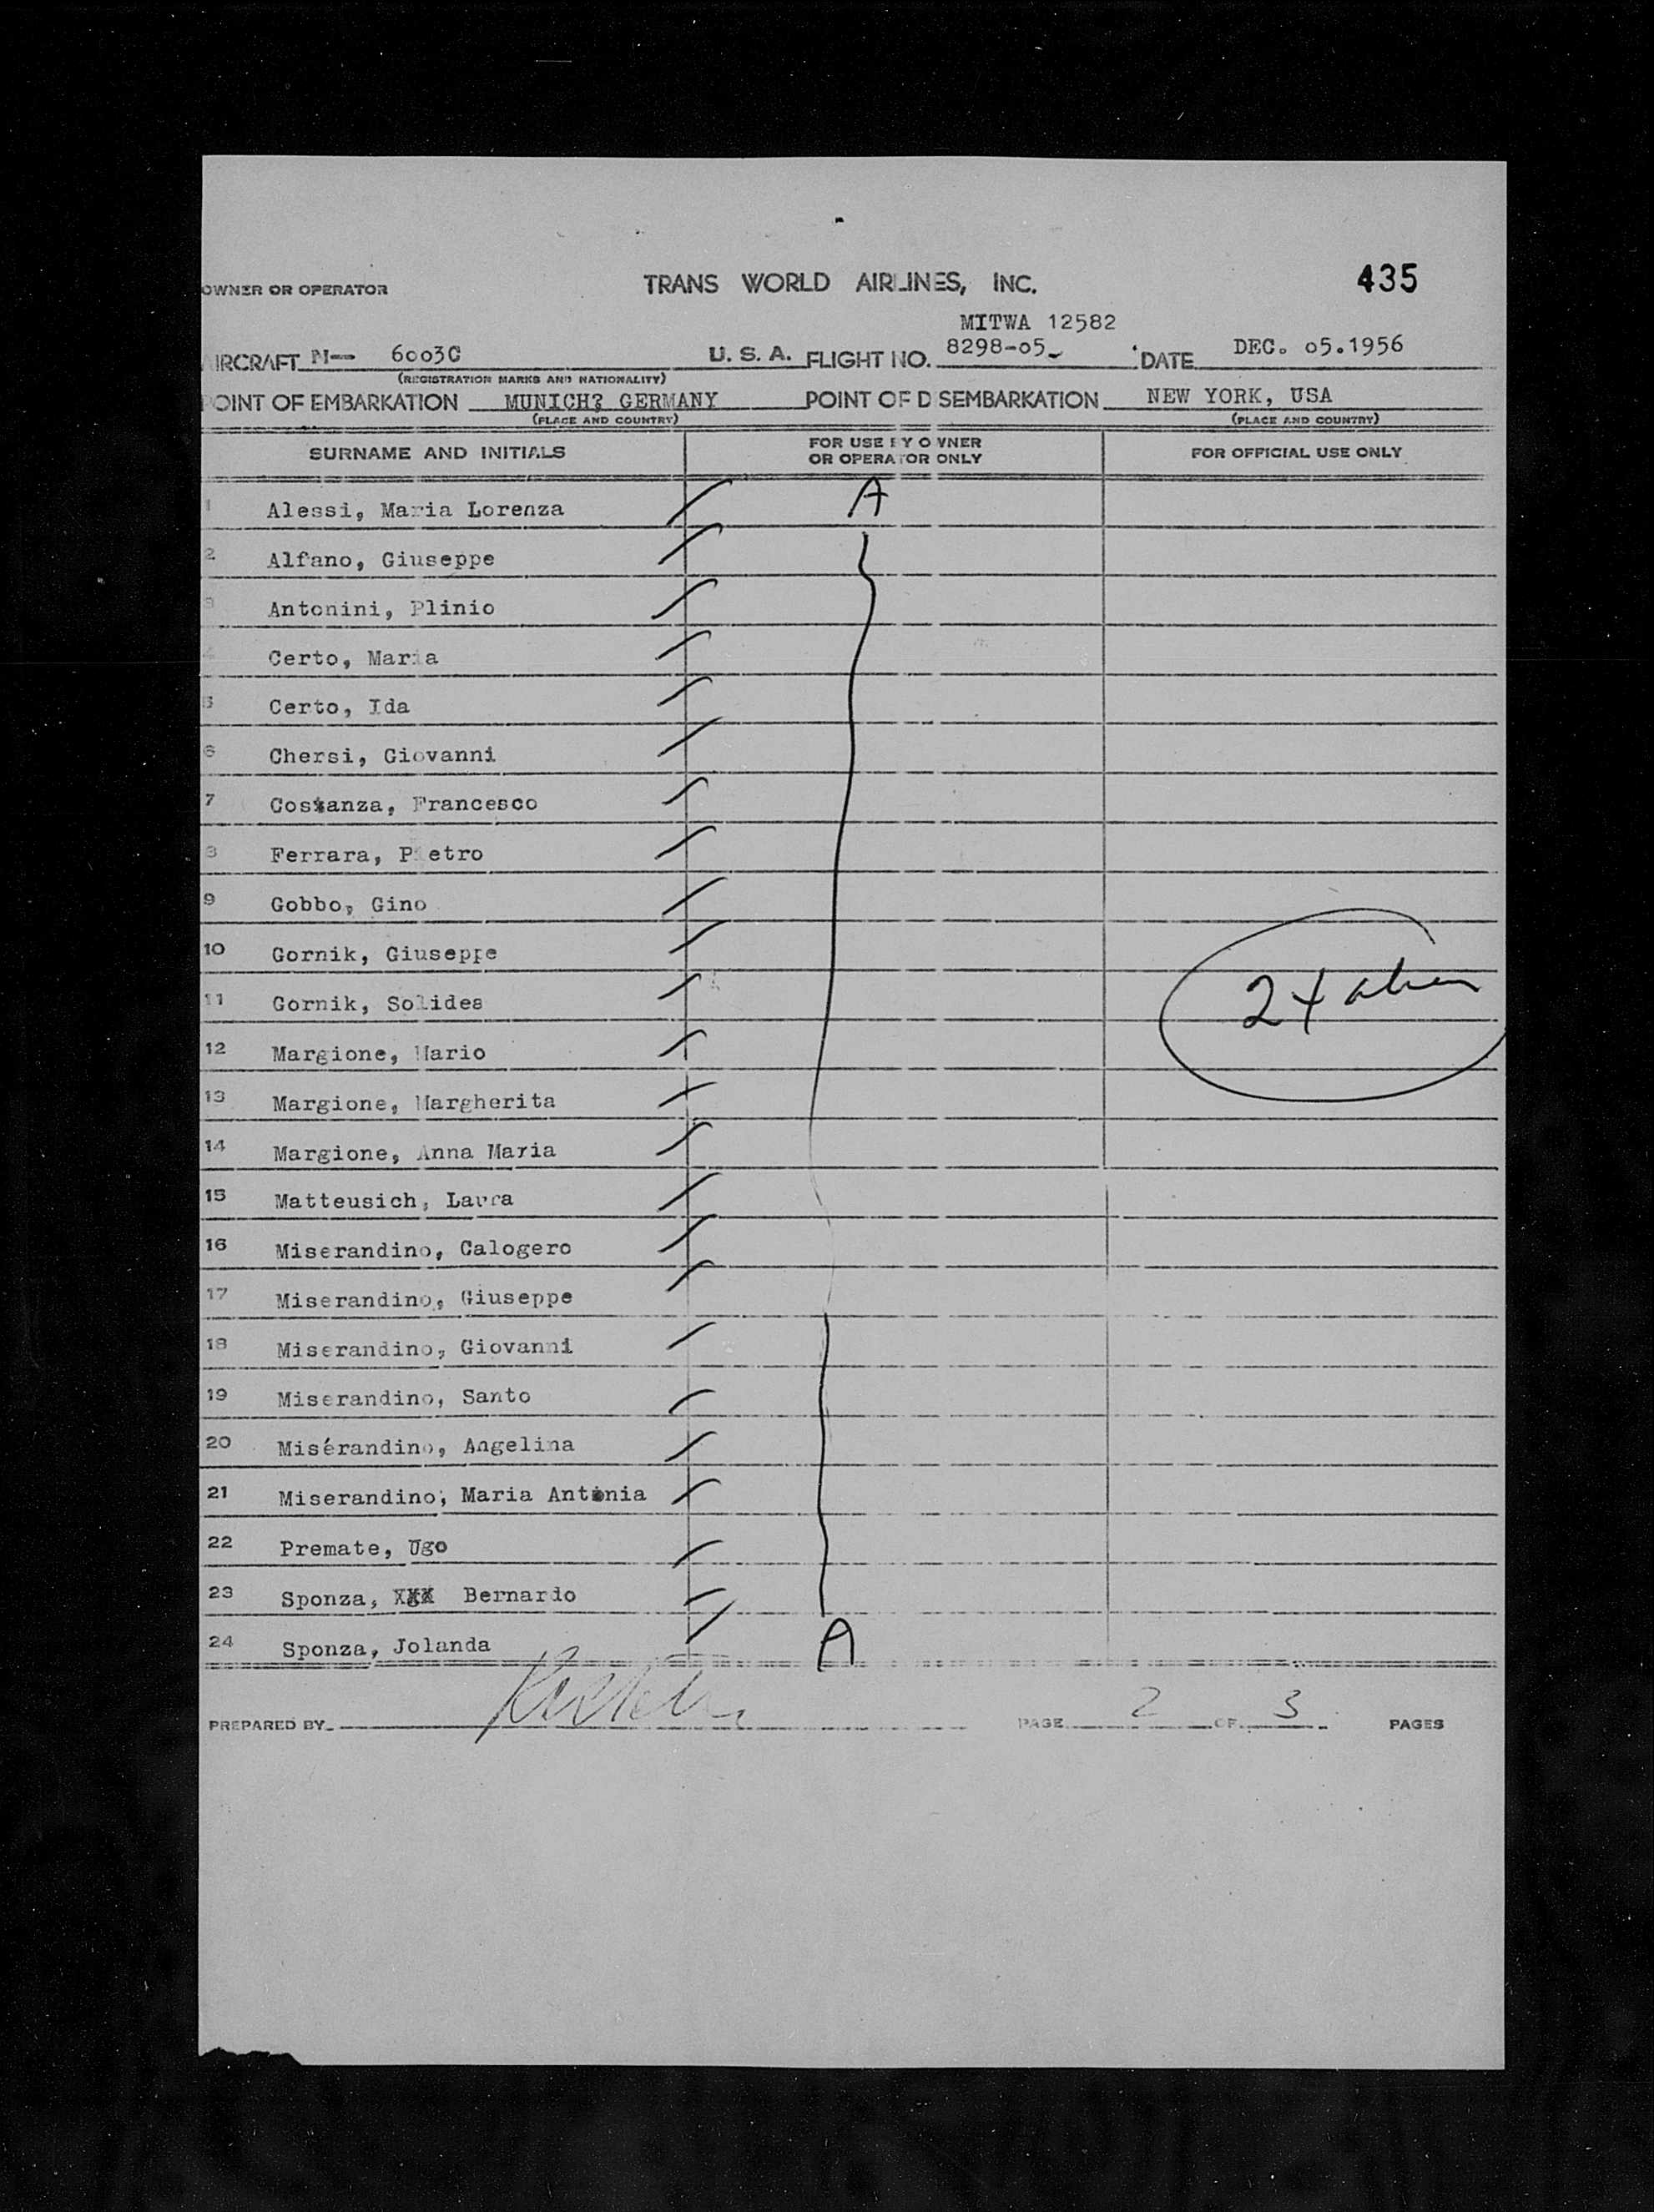 435
OWNER OR OPERATOR TRANS WORLD AIRLINES, INC.
MITWA 12582
AIRCRAFT N-- 6003C U. S. A. FLIGHT NO. 8298-05 DATE DEC. 05.1956
(REGISTRATION MARKS AND NATIONALITY)
POINT OF EMBARKATION MUNICH? GERMANY POINT OF DISEMBARKATION NEW YORK, USA
(PLACE AND COUNTRY) (PLACE AND COUNTRY)
SURNAME AND INITIALS FOR USE BY OWNER OR OPERATOR ONLY FOR OFFICIAL USE ONLY
1 Alessi, Maria Lorenza A
2 Alfano, Giuseppe
3 Antonini, Plinio
4 Certo, Maria
5 Certo, Ida
6 Chersi, Giovanni
7 Costanza, Francesco
8 Ferrara, Pietro
9 Gobbo, Gino
10 Gornik, Giuseppe
11 Gornik, Solidea 24 alien
12 Margione, Mario
13 Margione, Margherita
14 Margione, Anna Maria
15 Matteusich, Laura
16 Miserandino, Calogero
17 Miserandino, Giuseppe
18 Miserandino, Giovanni
19 Miserandino, Santo
20 Misérandino, Angelina
21 Miserandino, Maria Antonia
22 Premate, Ugo
23 Sponza, XXX Bernardo
24 Sponza, Jolanda A
PREPARED BY PAGE 2 OF 3 PAGES